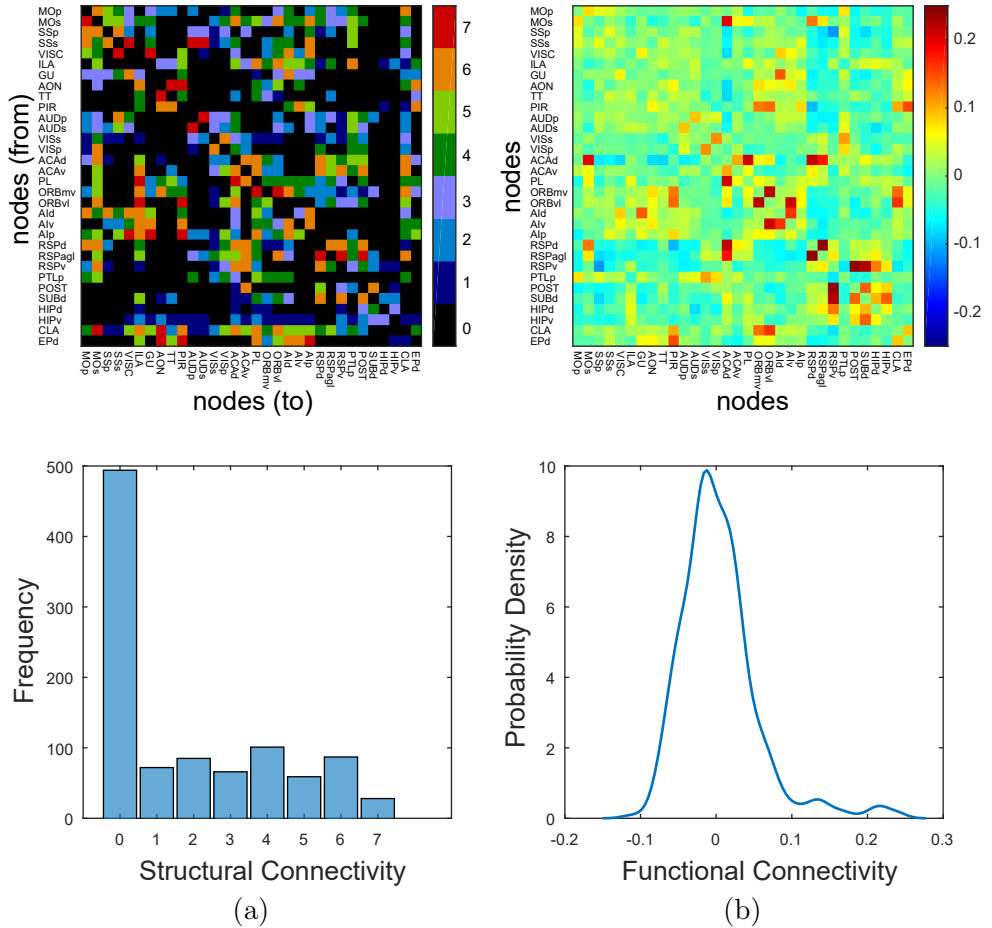 MOp
MOs
SSp
SSs
VISC
ILA
GU
AON
TT
PIR
AUDp
AUDs
VISs
VISp
ACAd
ACAv
PL
ORBmv
ORBvl
AId
AIv
AIp
RSPd
RSPagl
RSPv
PTLp
POST
SUBd
HIPd
HIPv
CLA
EPd
nodes (from)
MOp MOs SSp SSs VISC ILA GU AON TT PIR AUDp AUDs VISs VISp ACAd ACAv PL ORBmv ORBvl AId AIv AIp RSPd RSPagl RSPv PTLp POST SUBd HIPd HIPv CLA EPd
nodes (to)
7
6
5
4
3
2
1
0
MOp
MOs
SSp
SSs
VISC
ILA
GU
AON
TT
PIR
AUDp
AUDs
VISs
VISp
ACAd
ACAv
PL
ORBmv
ORBvl
AId
AIv
AIp
RSPd
RSPagl
RSPv
PTLp
POST
SUBd
HIPd
HIPv
CLA
EPd
nodes
MOp MOs SSp SSs VISC ILA GU AON TT PIR AUDp AUDs VISs VISp ACAd ACAv PL ORBmv ORBvl AId AIv AIp RSPd RSPagl RSPv PTLp POST SUBd HIPd HIPv CLA EPd
nodes
0.2
0.1
0
-0.1
-0.2
500
400
300
200
100
0
Frequency
0 1 2 3 4 5 6 7
Structural Connectivity
(a)
10
8
6
4
2
0
Probability Density
-0.2 -0.1 0 0.1 0.2 0.3
Functional Connectivity
(b)